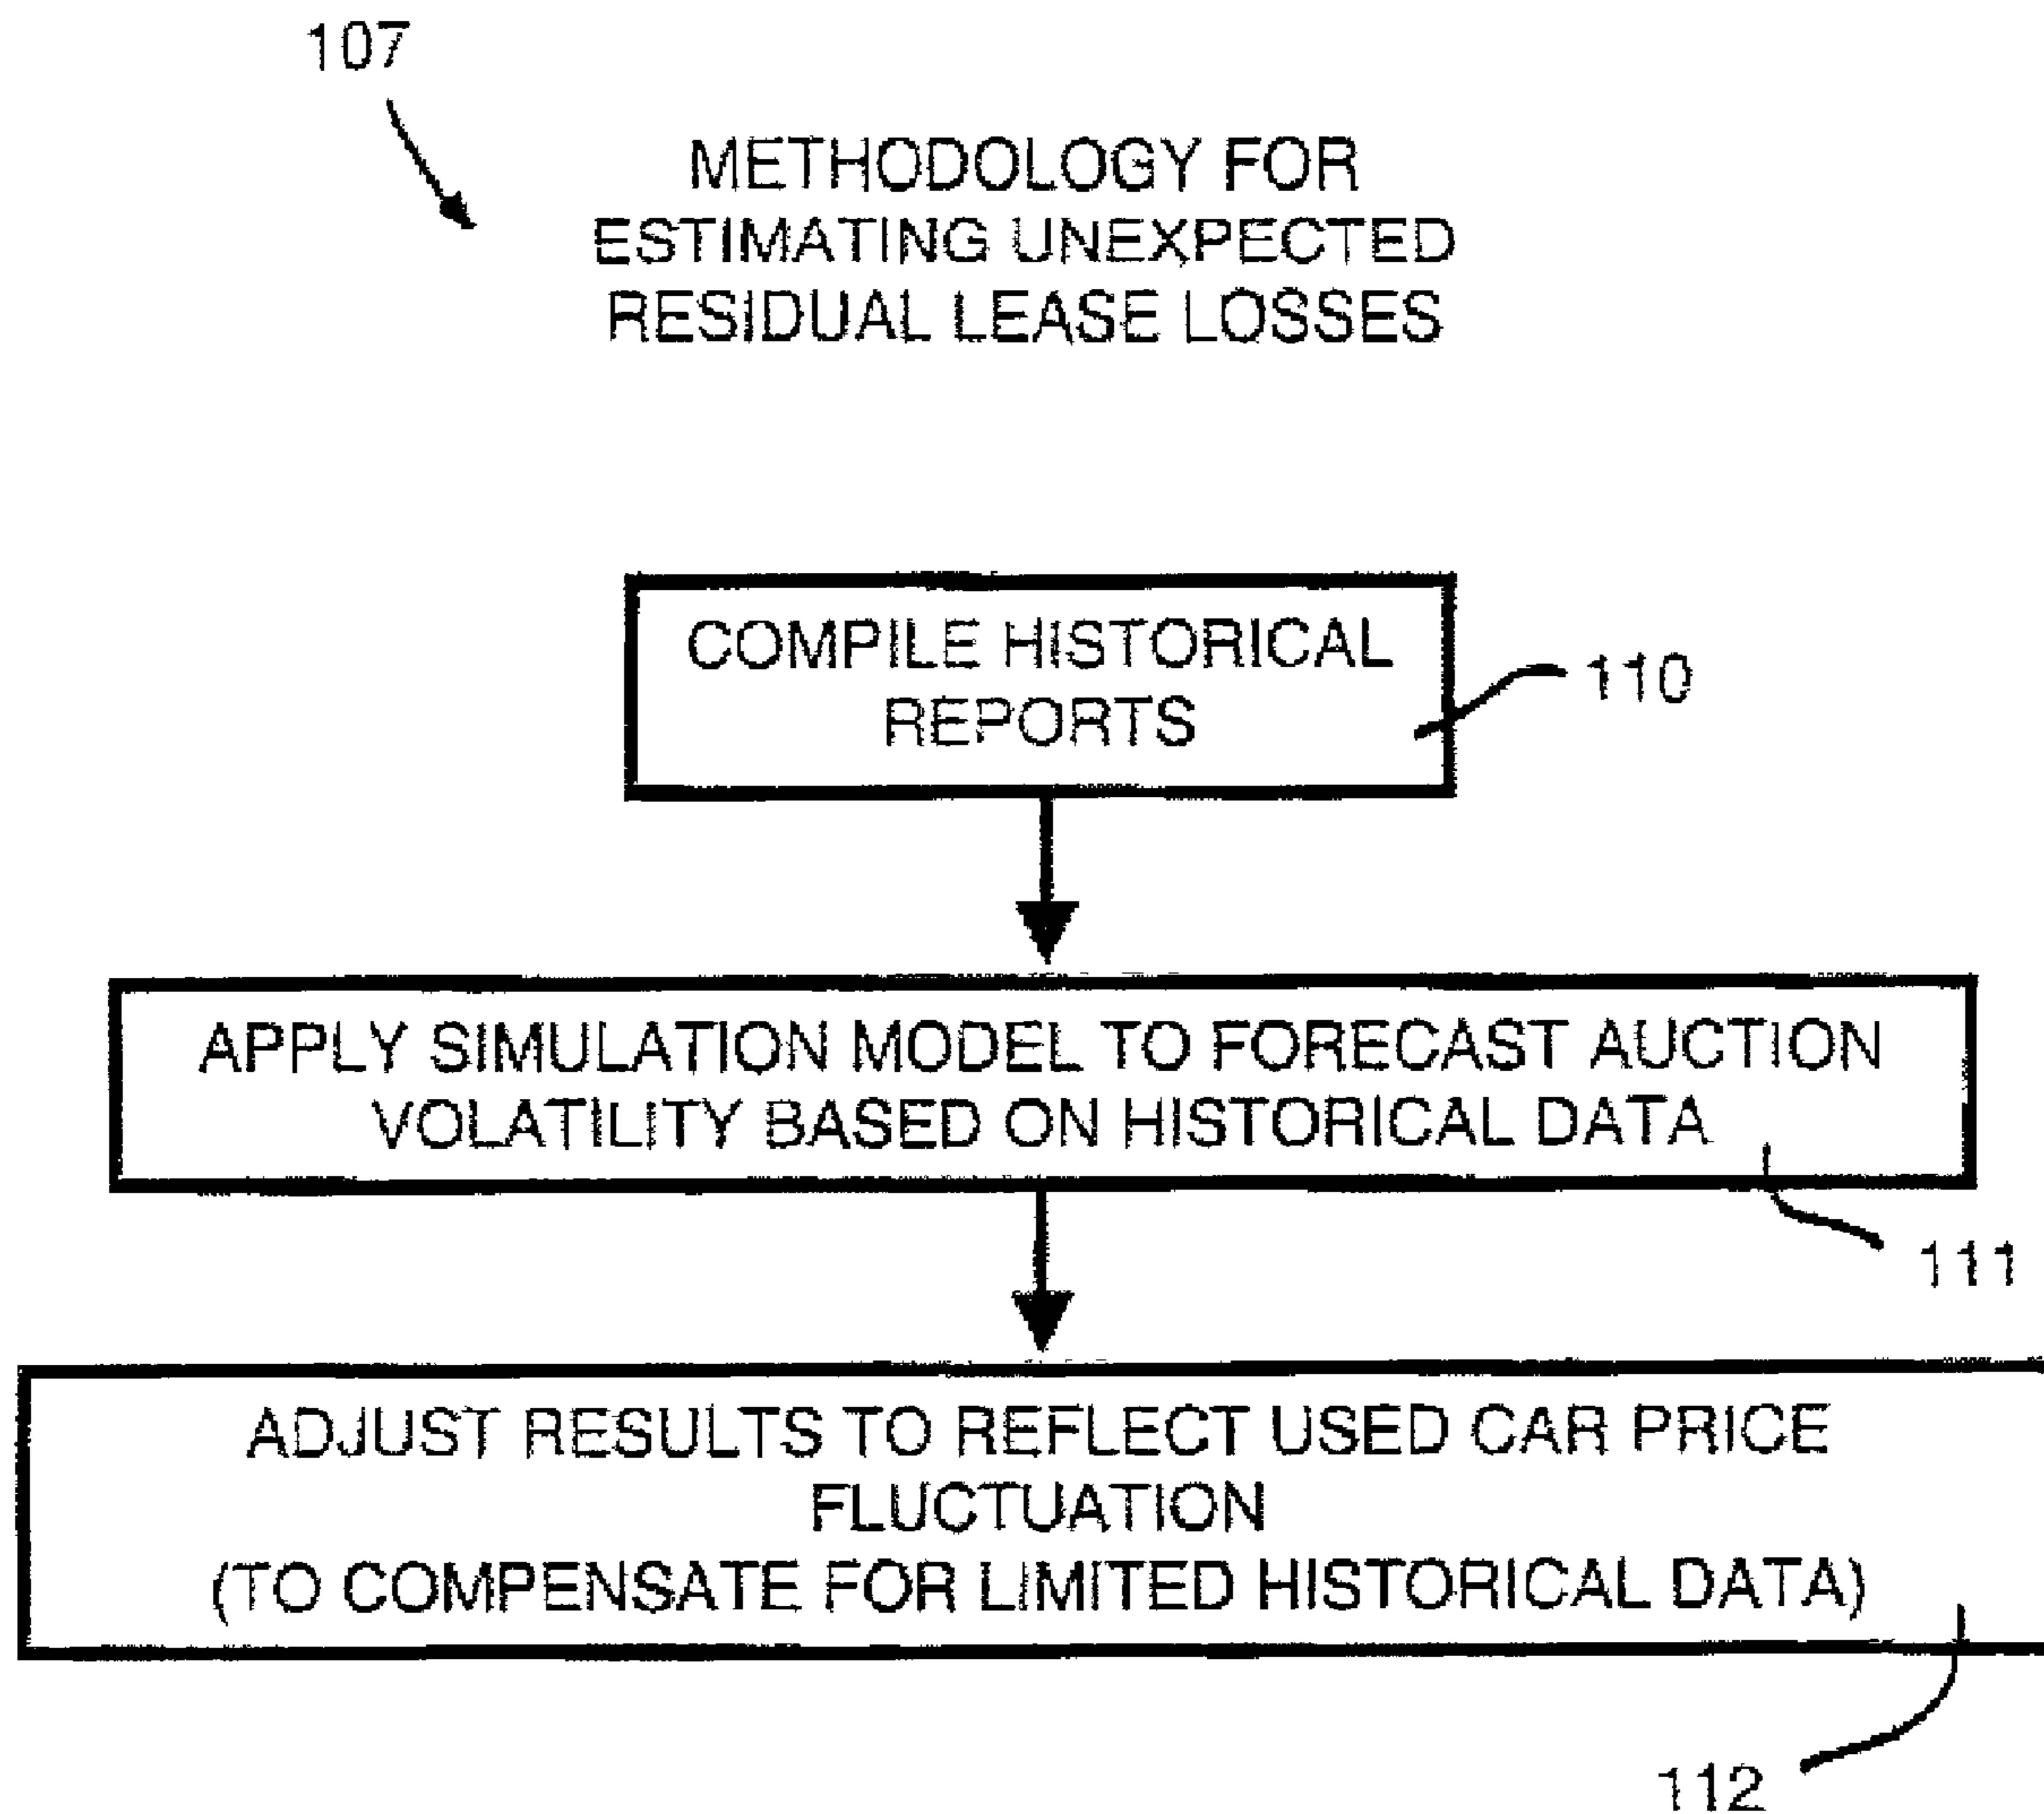 107
METHODOLOGY FOR
ESTIMATING UNEXPECTED
RESIDUAL LEASE LOSSES
COMPILE HISTORICAL
REPORTS
110
APPLY SIMULATION MODEL TO FORECAST AUCTION
VOLATILITY BASED ON HISTORICAL DATA
111
ADJUST RESULTS TO REFLECT USED CAR PRICE
FLUCTUATION
(TO COMPENSATE FOR LIMITED HISTORICAL DATA)
112